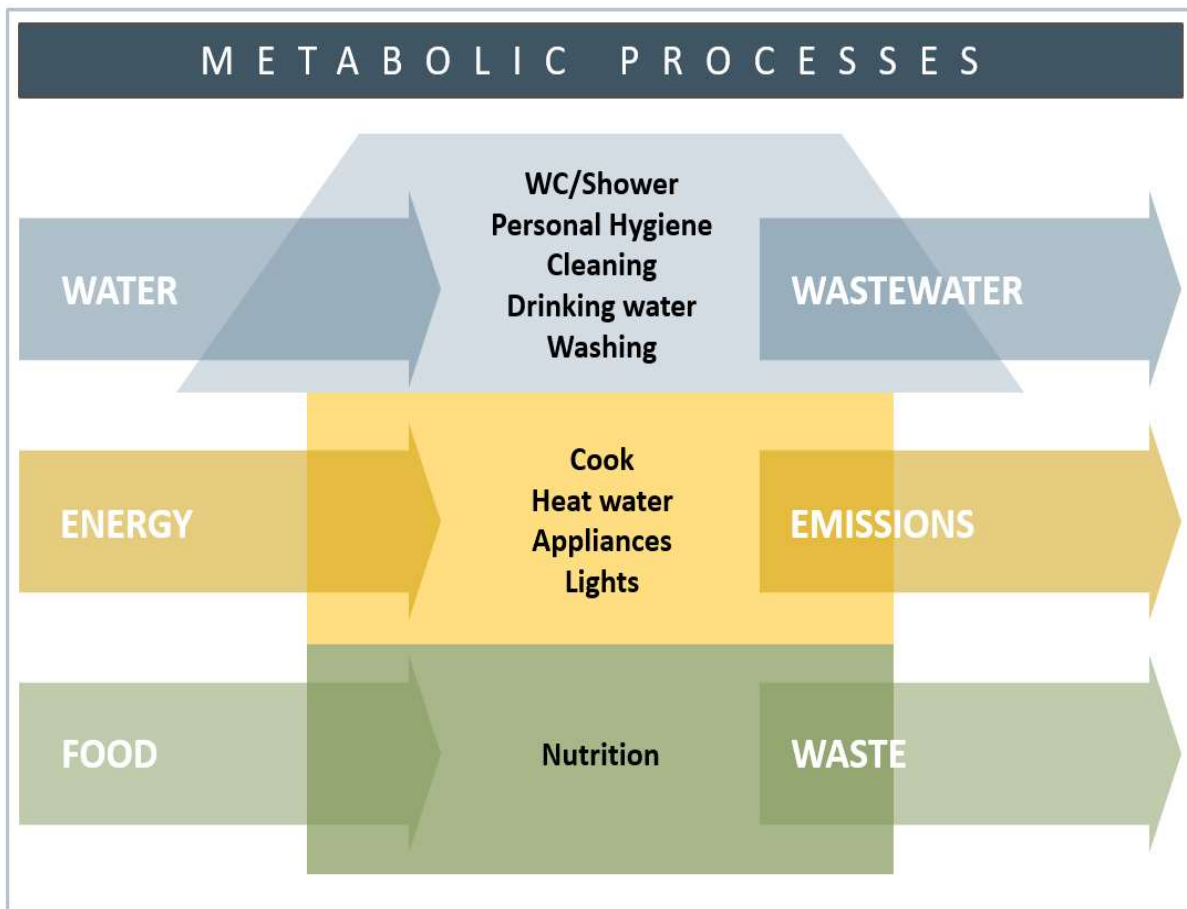 METABOLIC PROCESSES
WC/Shower
Personal Hygiene
Cleaning
Drinking water
Washing
WATER
WASTEWATER
Cook
Heat water
Appliances
Lights
ENERGY
EMISSIONS
FOOD
Nutrition
WASTE